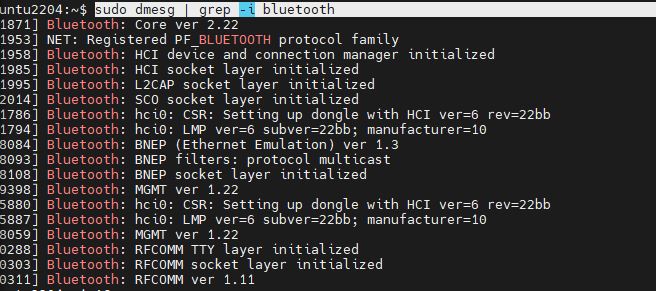 untu2204:~$ sudo dmesg | grep -i bluetooth
1871] Bluetooth: Core ver 2.22
1953] NET: Registered PF_BLUETOOTH protocol family
1958] Bluetooth: HCI device and connection manager initialized
1985] Bluetooth: HCI socket layer initialized
1995] Bluetooth: L2CAP socket layer initialized
2014] Bluetooth: SCO socket layer initialized
1786] Bluetooth: hci0: CSR: Setting up dongle with HCI ver=6 rev=22bb
1794] Bluetooth: hci0: LMP ver=6 subver=22bb; manufacturer=10
8084] Bluetooth: BNEP (Ethernet Emulation) ver 1.3
8093] Bluetooth: BNEP filters: protocol multicast
8108] Bluetooth: BNEP socket layer initialized
9398] Bluetooth: MGMT ver 1.22
5880] Bluetooth: hci0: CSR: Setting up dongle with HCI ver=6 rev=22bb
5887] Bluetooth: hci0: LMP ver=6 subver=22bb; manufacturer=10
8059] Bluetooth: MGMT ver 1.22
0288] Bluetooth: RFCOMM TTY layer initialized
0303] Bluetooth: RFCOMM socket layer initialized
0311] Bluetooth: RFCOMM ver 1.11